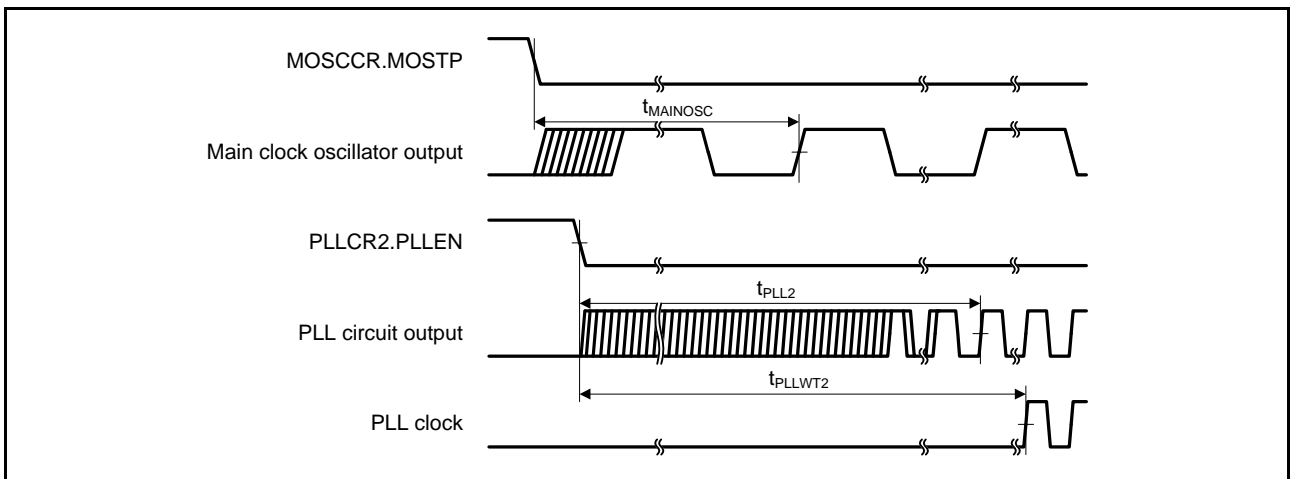 MOSCCR.MOSTP
tMAINOSC
Main clock oscillator output
PLLCR2.PLLEN
tPLL2
PLL circuit output
tPLLWT2
PLL clock